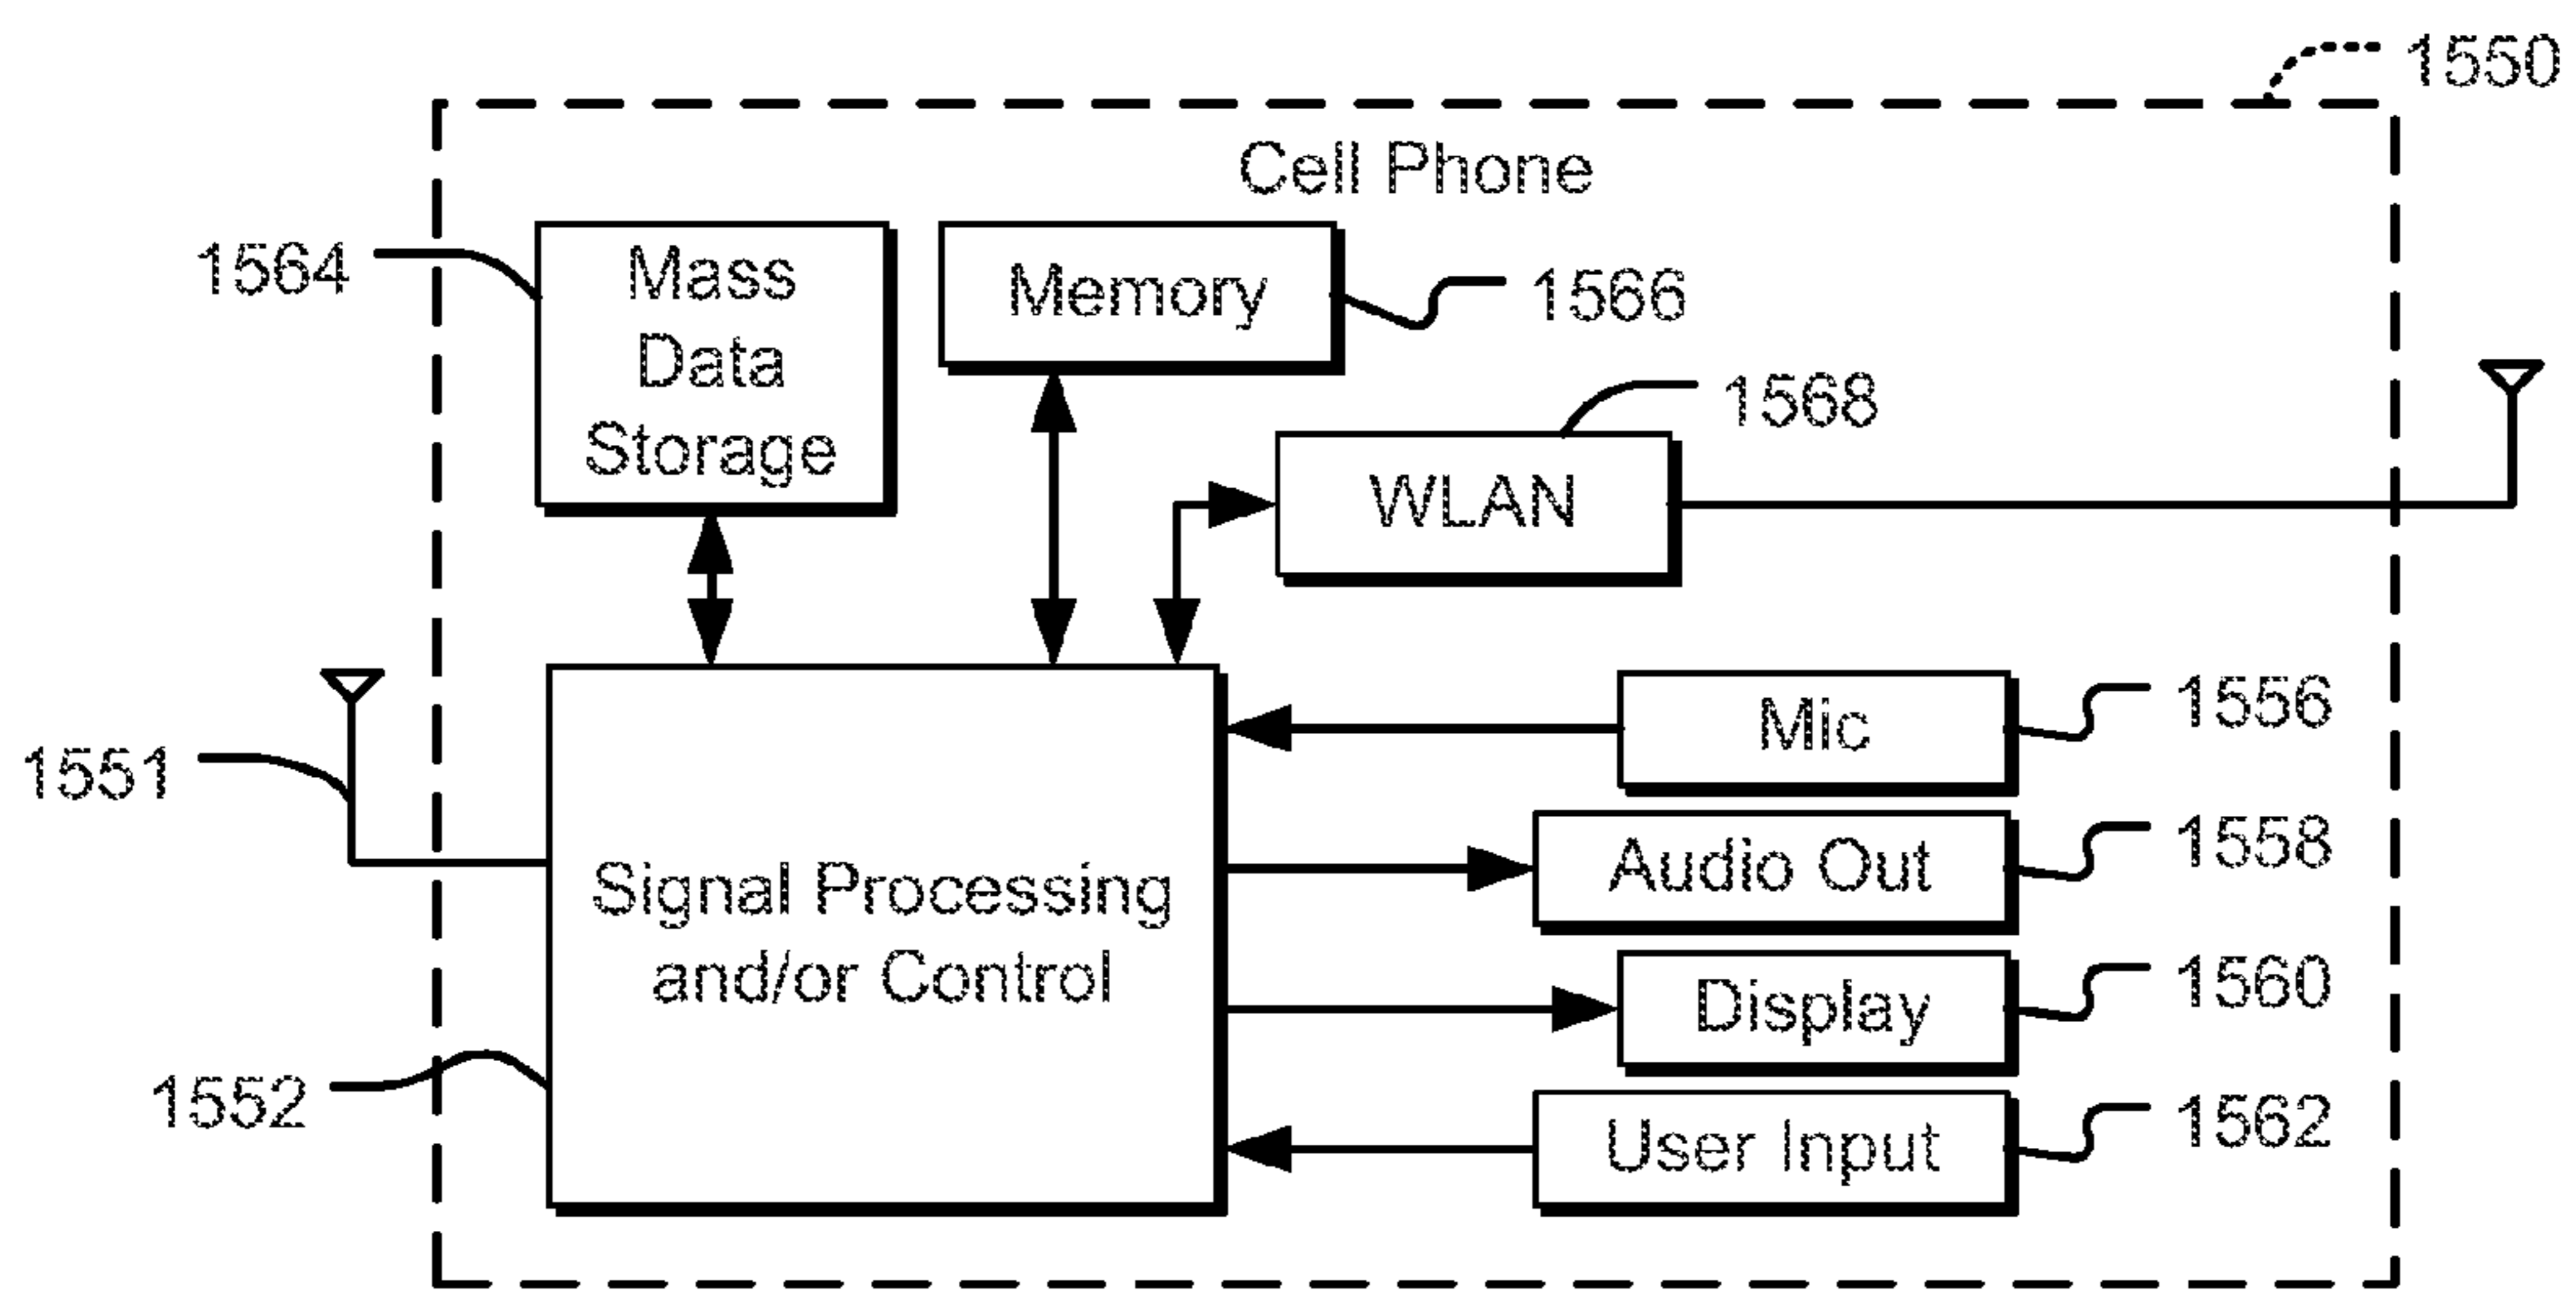 1550
Cell Phone
1564
Mass
Data
Storage
Memory
1566
1568
WLAN
1551
Mic
1556
Audio Out
1558
Signal Processing
and/or Control
Display
1560
1552
User Input
1562